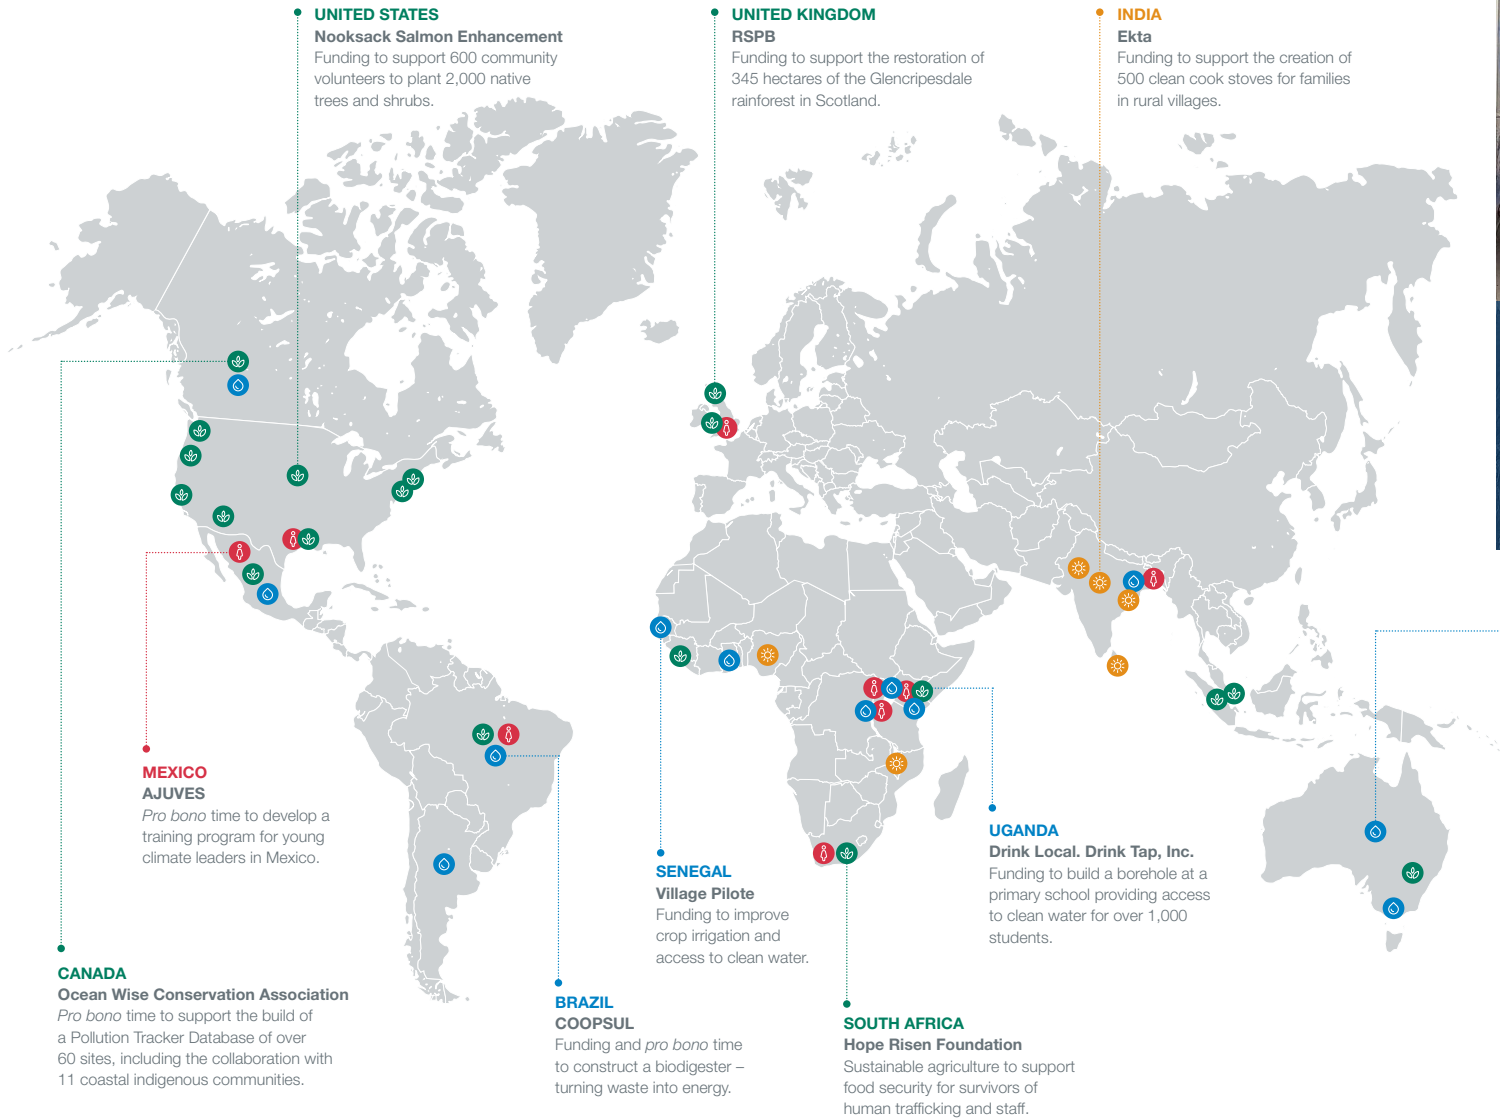 UNITED STATES
Nooksack Salmon Enhancement
Funding to support 600 community
volunteers to plant 2,000 native
trees and shrubs.
UNITED KINGDOM
RSPB
Funding to support the restoration of
345 hectares of the Glencripesdale
rainforest in Scotland.
INDIA
Ekta
Funding to support the creation of
500 clean cook stoves for families
in rural villages.
MEXICO
AJUVES
Pro bono time to develop a
training program for young
climate leaders in Mexico.
CANADA
Ocean Wise Conservation Association
Pro bono time to support the build of
a Pollution Tracker Database of over
60 sites, including the collaboration with
11 coastal indigenous communities.
BRAZIL
COOPSUL
Funding and pro bono time
to construct a biodigester –
turning waste into energy.
SENEGAL
Village Pilote
Funding to improve
crop irrigation and
access to clean water.
SOUTH AFRICA
Hope Risen Foundation
Sustainable agriculture to support
food security for survivors of
human trafficking and staff.
UGANDA
Drink Local. Drink Tap, Inc.
Funding to build a borehole at a
primary school providing access
to clean water for over 1,000
students.